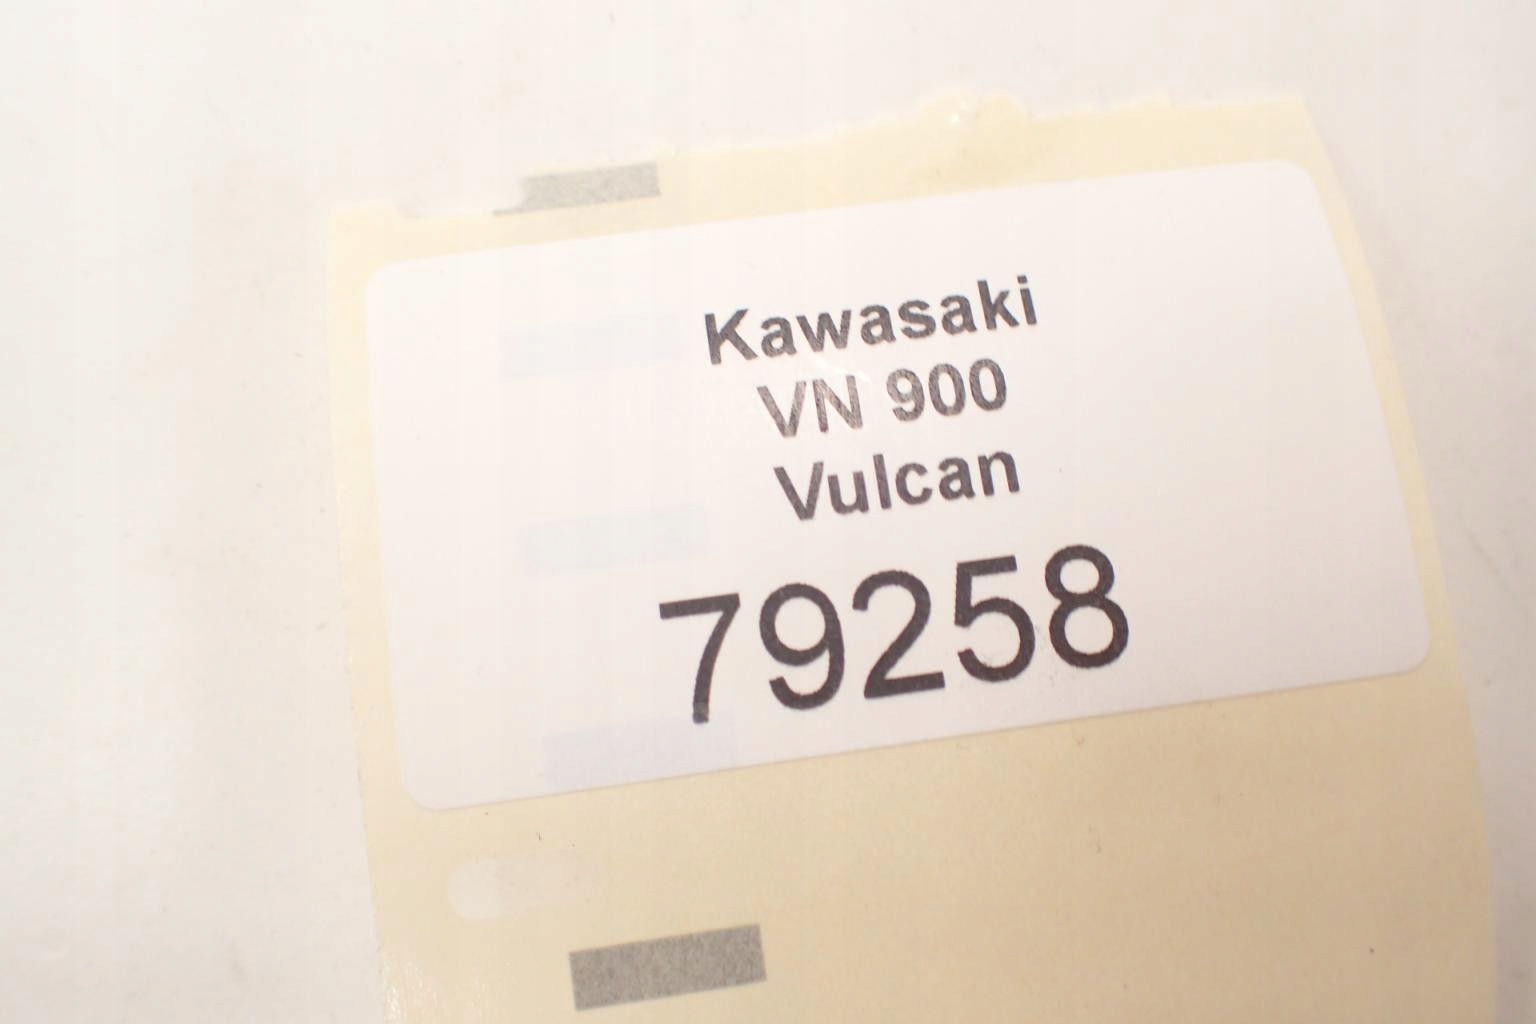 Kawasaki
VN 900
Vulcan
79258